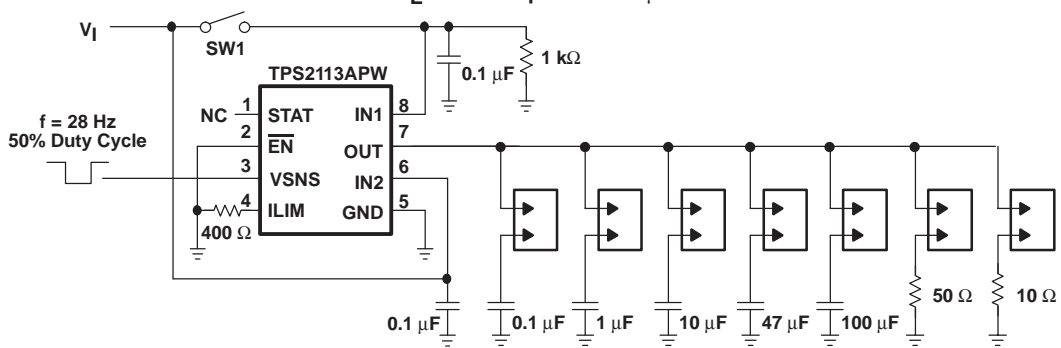 V_I
SW1
0.1 μF
1 kΩ
TPS2113APW
NC
f = 28 Hz
50% Duty Cycle
1 STAT
2 EN
3 VSNS
4 ILIM
IN1 8
OUT 7
IN2 6
GND 5
400 Ω
0.1 μF
0.1 μF
1 μF
10 μF
47 μF
100 μF
50 Ω
10 Ω